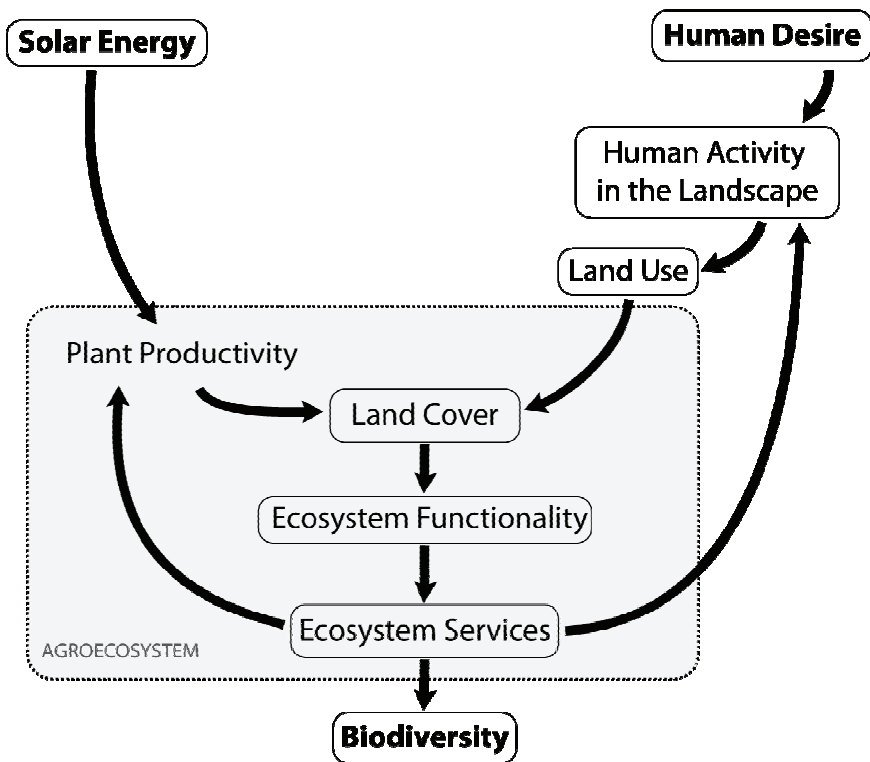 Solar Energy
Human Desire
Human Activity
in the Landscape
Land Use
Plant Productivity
Land Cover
Ecosystem Functionality
Ecosystem Services
AGROECOSYSTEM
Biodiversity